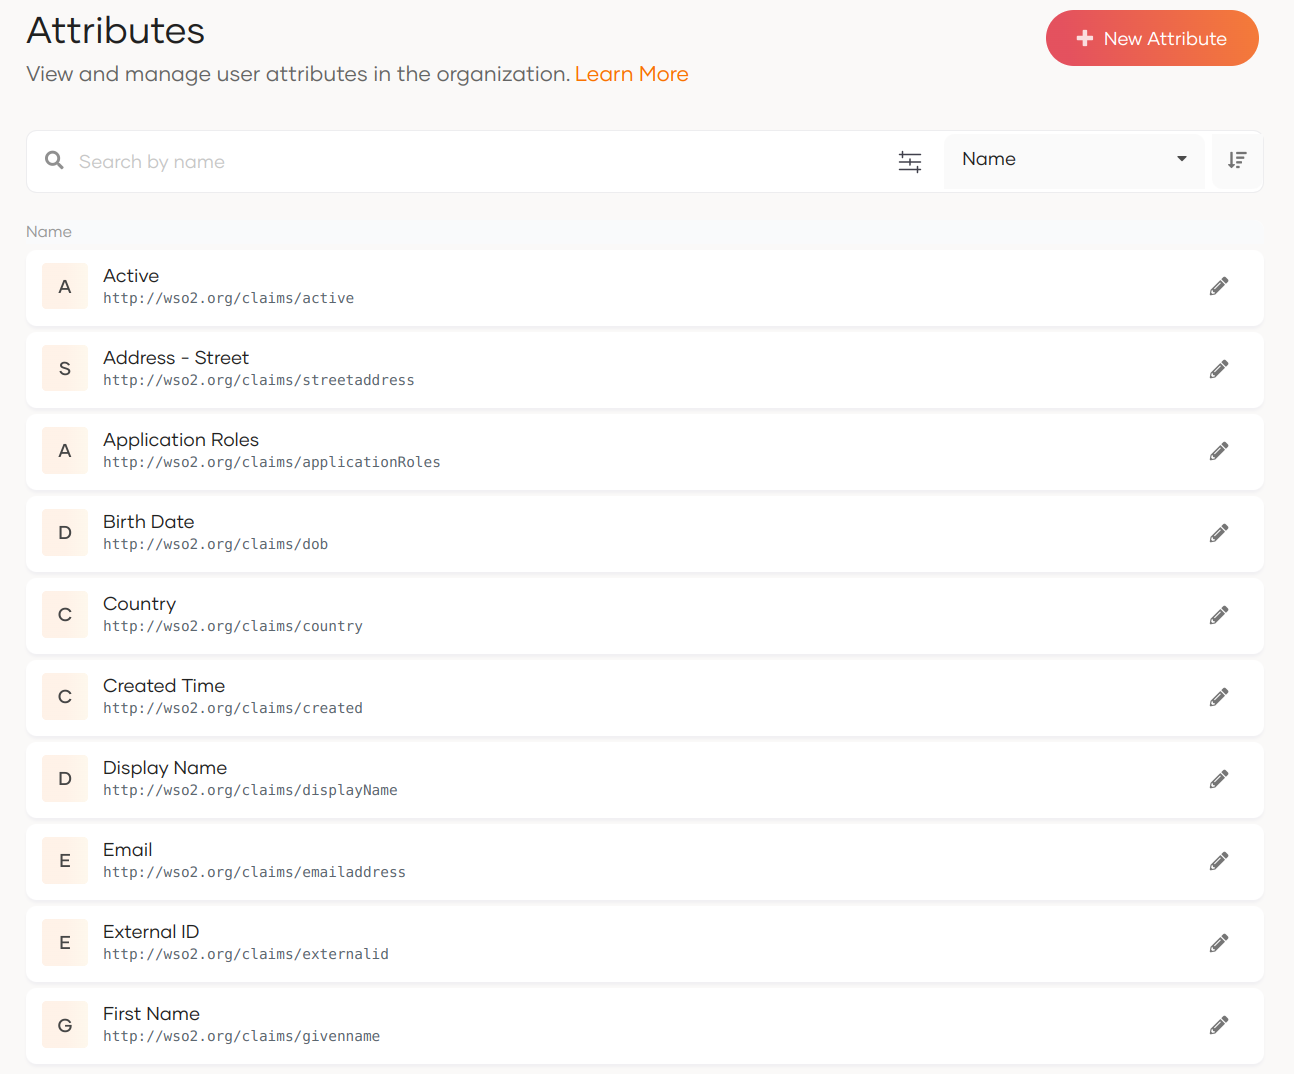 Attributes
New Attribute
View and manage user attributes in the organization. Learn More
Search by name
Name
Name
A
Active
http://wso2.org/claims/active
S
Address - Street
http://wso2.org/claims/streetaddress
A
Application Roles
http://wso2.org/claims/applicationRoles
D
Birth Date
http://wso2.org/claims/dob
C
Country
http://wso2.org/claims/country
C
Created Time
http://wso2.org/claims/created
D
Display Name
http://wso2.org/claims/displayName
E
Email
http://wso2.org/claims/emailaddress
E
External ID
http://wso2.org/claims/externalid
G
First Name
http://wso2.org/claims/givenname